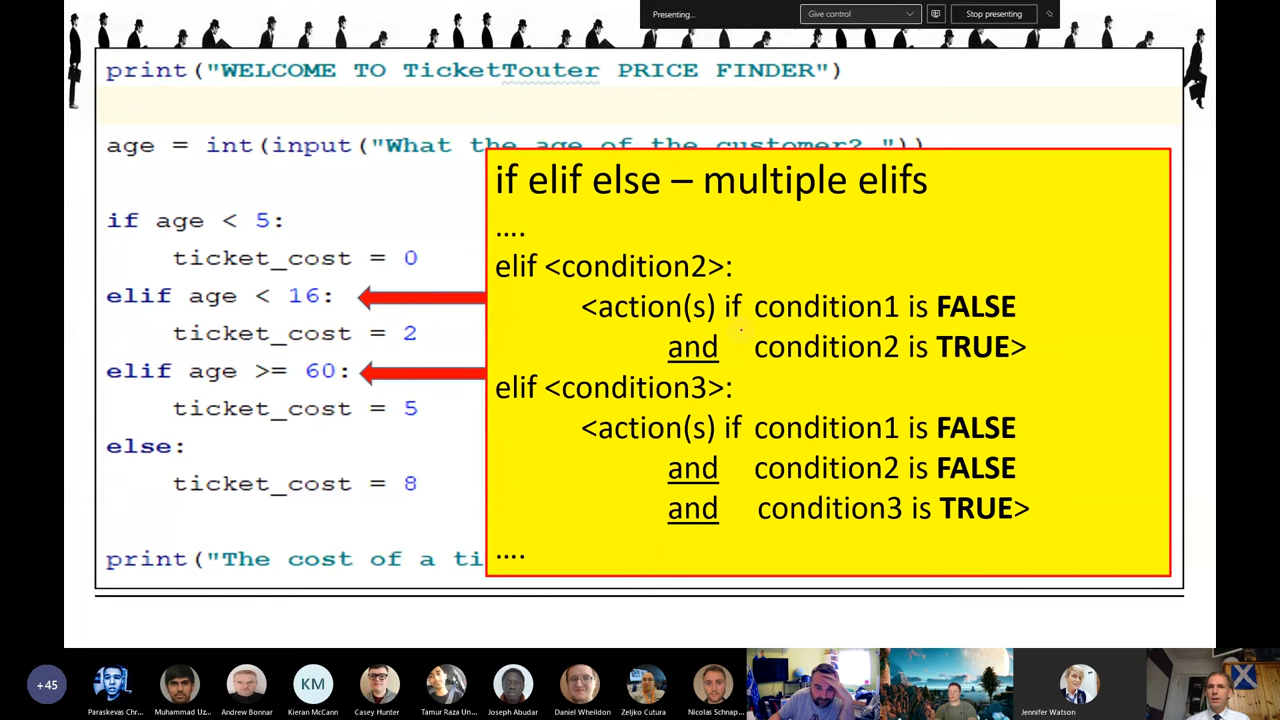 Presenting...
Give control
Stop presenting
print("WELCOME TO TicketTouter PRICE FINDER")
age = int(input("What the age of the customer? "))
if age < 5:
ticket_cost = 0
elif age < 16:
ticket_cost = 2
elif age >= 60:
ticket_cost = 5
else:
ticket_cost = 8
print("The cost of a ti
if elif else – multiple elifs
....
elif <condition2>:
<action(s) if condition1 is FALSE
and condition2 is TRUE>
elif <condition3>:
<action(s) if condition1 is FALSE
and condition2 is FALSE
and condition3 is TRUE>
....
+45
KM
Paraskevas Chr...
Muhammad Uz...
Andrew Bonnar
Kieran McCann
Casey Hunter
Tamur Raza Un...
Joseph Abudar
Daniel Wheildon
Zeljko Cutura
Nicolas Schnap...
Jennifer Watson